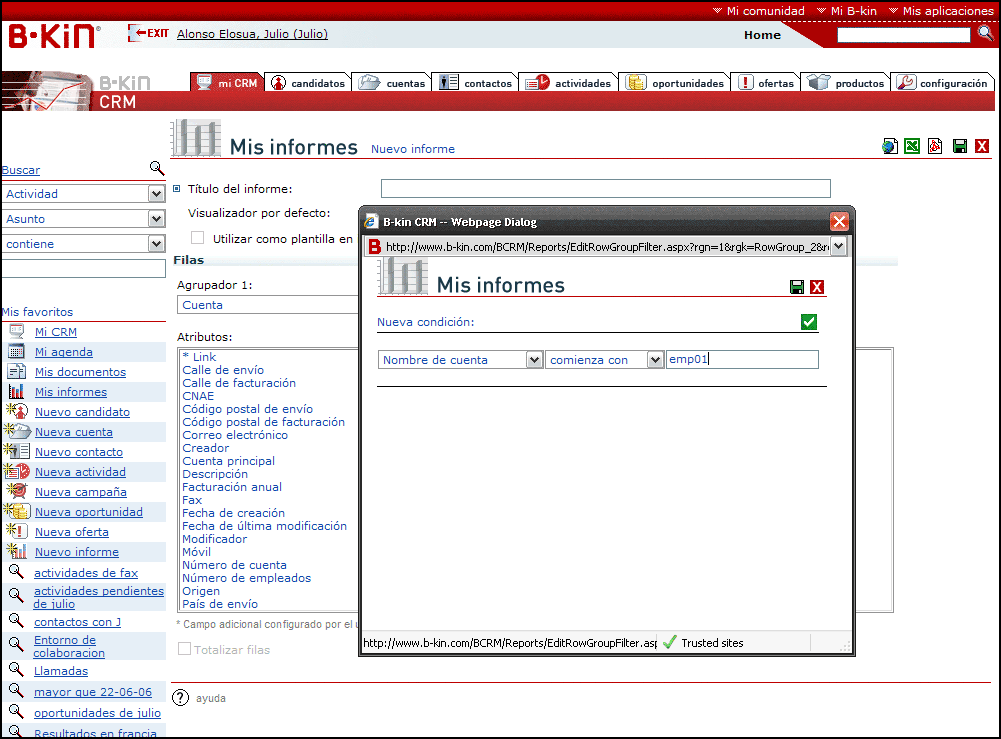 Mi comunidad Mi B-kin Mis aplicaciones
B·KiN® EXIT Alonso Elosua, Julio (Julio) Home
B·KiN
CRM
mi CRM candidatos cuentas contactos actividades oportunidades ofertas productos configuración
Mis informes Nuevo informe
Buscar
Actividad
Asunto
contiene
Mis favoritos
Mi CRM
Mi agenda
Mis documentos
Mis informes
Nuevo candidato
Nueva cuenta
Nuevo contacto
Nueva actividad
Nueva campaña
Nueva oportunidad
Nueva oferta
Nuevo informe
actividades de fax
actividades pendientes
de julio
contactos con J
Entorno de
colaboracion
Llamadas
mayor que 22-06-06
oportunidades de julio
Resultados en francia
Título del informe:
Visualizador por defecto:
Utilizar como plantilla en
Filas
Agrupador 1:
Cuenta
Atributos:
* Link
Calle de envío
Calle de facturación
CNAE
Código postal de envío
Código postal de facturación
Correo electrónico
Creador
Cuenta principal
Descripción
Facturación anual
Fax
Fecha de creación
Fecha de última modificación
Modificador
Móvil
Número de cuenta
Número de empleados
Origen
País de envío
* Campo adicional configurado por el u
Totalizar filas
? ayuda
B-kin CRM -- Webpage Dialog
B http://www.b-kin.com/BCRM/Reports/EditRowGroupFilter.aspx?rgn=1&rgk=RowGroup_2&r
Mis informes
Nueva condición:
Nombre de cuenta comienza con emp01
http://www.b-kin.com/BCRM/Reports/EditRowGroupFilter.asp Trusted sites